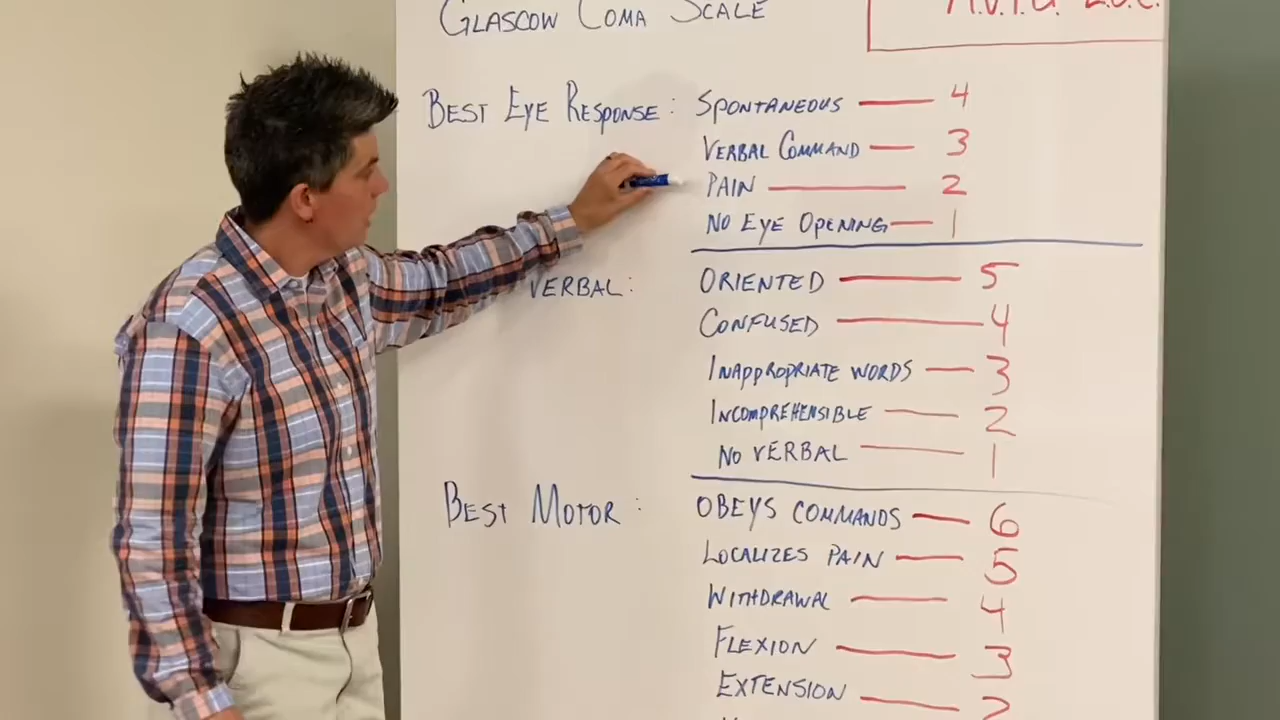 GLASCOW COMA SCALE
BEST EYE RESPONSE: SPONTANEOUS — 4
VERBAL COMMAND — 3
PAIN — 2
NO EYE OPENING — 1
VERBAL: ORIENTED — 5
CONFUSED — 4
INAPPROPRIATE WORDS — 3
INCOMPREHENSIBLE — 2
NO VERBAL — 1
BEST MOTOR: OBEYS COMMANDS — 6
LOCALIZES PAIN — 5
WITHDRAWAL — 4
FLEXION — 3
EXTENSION — 2